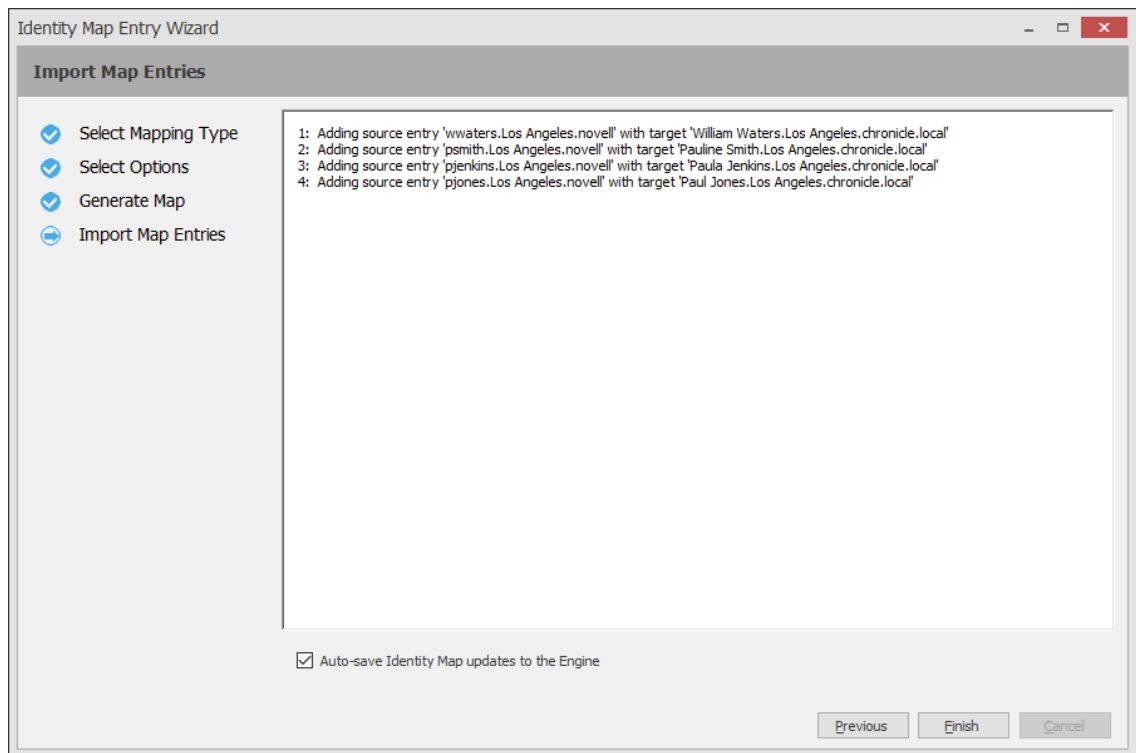 Identity Map Entry Wizard
Import Map Entries
Select Mapping Type
Select Options
Generate Map
Import Map Entries
1: Adding source entry 'wwaters.Los Angeles.novell' with target 'William Waters.Los Angeles.chronicle.local'
2: Adding source entry 'psmith.Los Angeles.novell' with target 'Pauline Smith.Los Angeles.chronicle.local'
3: Adding source entry 'pjenkins.Los Angeles.novell' with target 'Paula Jenkins.Los Angeles.chronicle.local'
4: Adding source entry 'pjones.Los Angeles.novell' with target 'Paul Jones.Los Angeles.chronicle.local'
Auto-save Identity Map updates to the Engine
Previous Finish Cancel